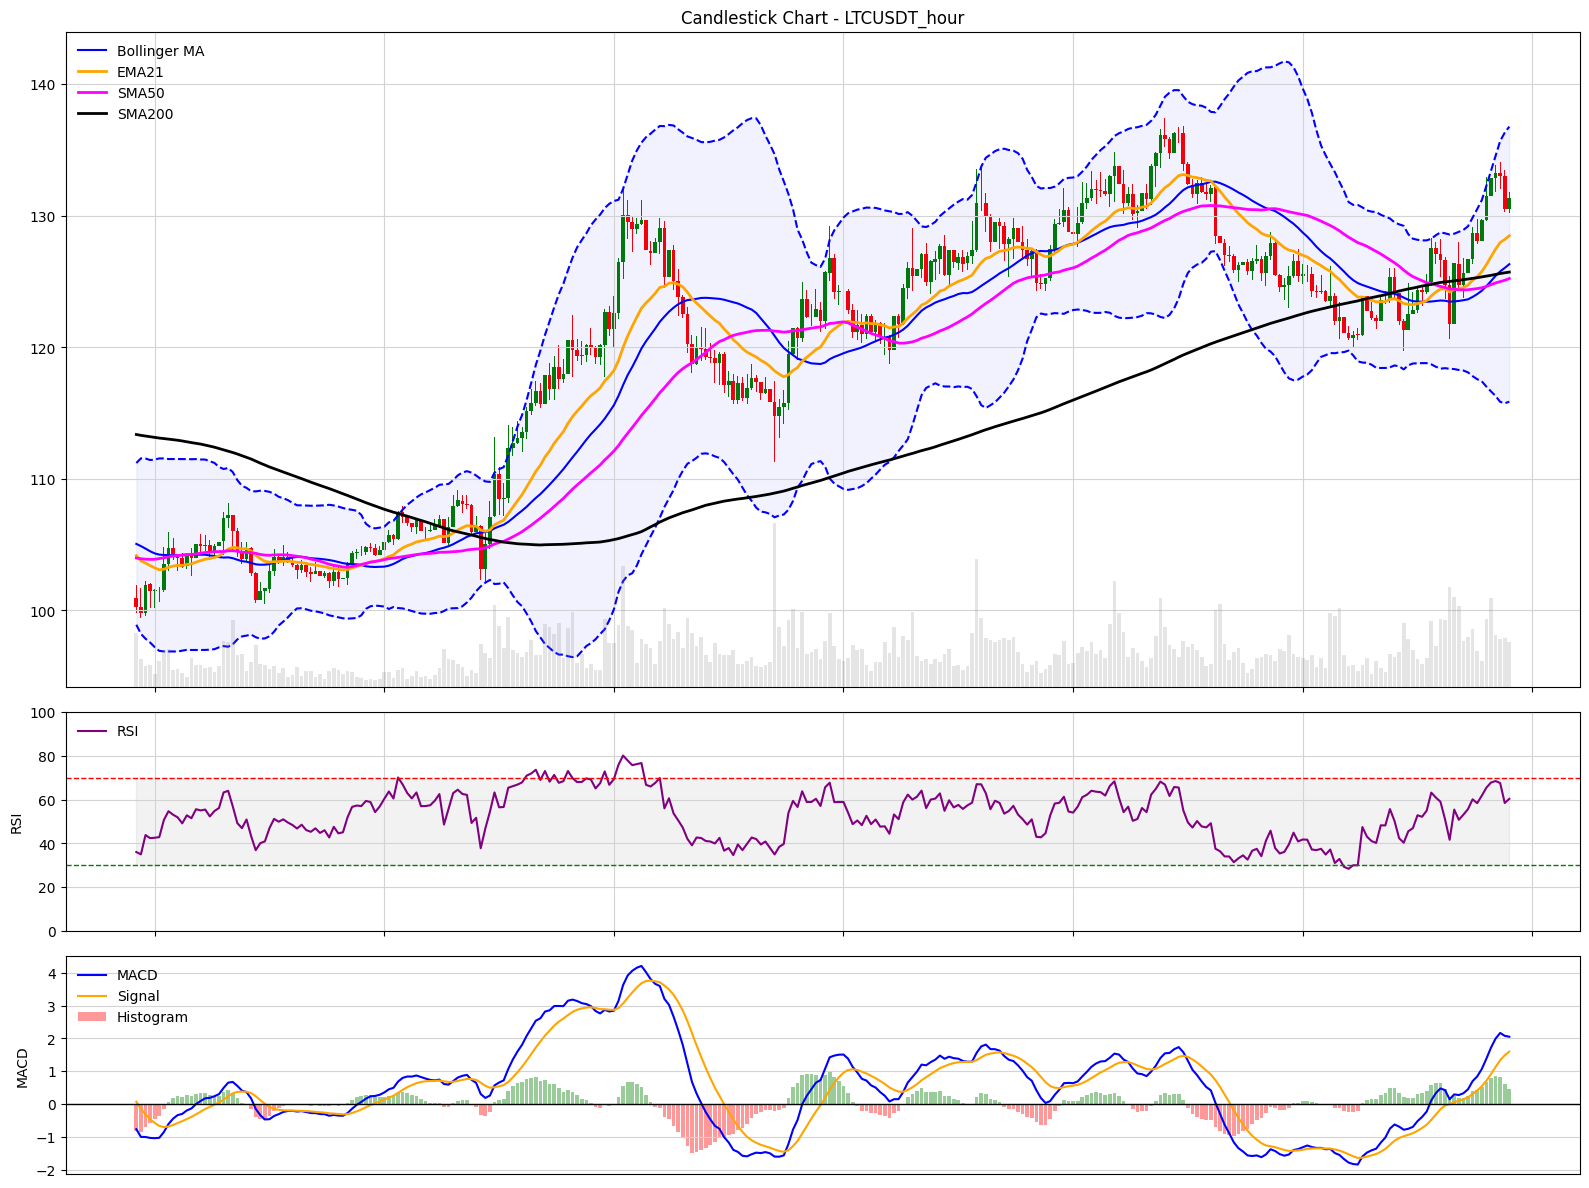 Candlestick Chart - LTCUSDT_hour
Bollinger MA
EMA21
SMA50
SMA200
140
130
120
110
100
RSI
RSI
100
80
60
40
20
0
MACD
Signal
Histogram
MACD
4
3
2
1
0
−1
−2